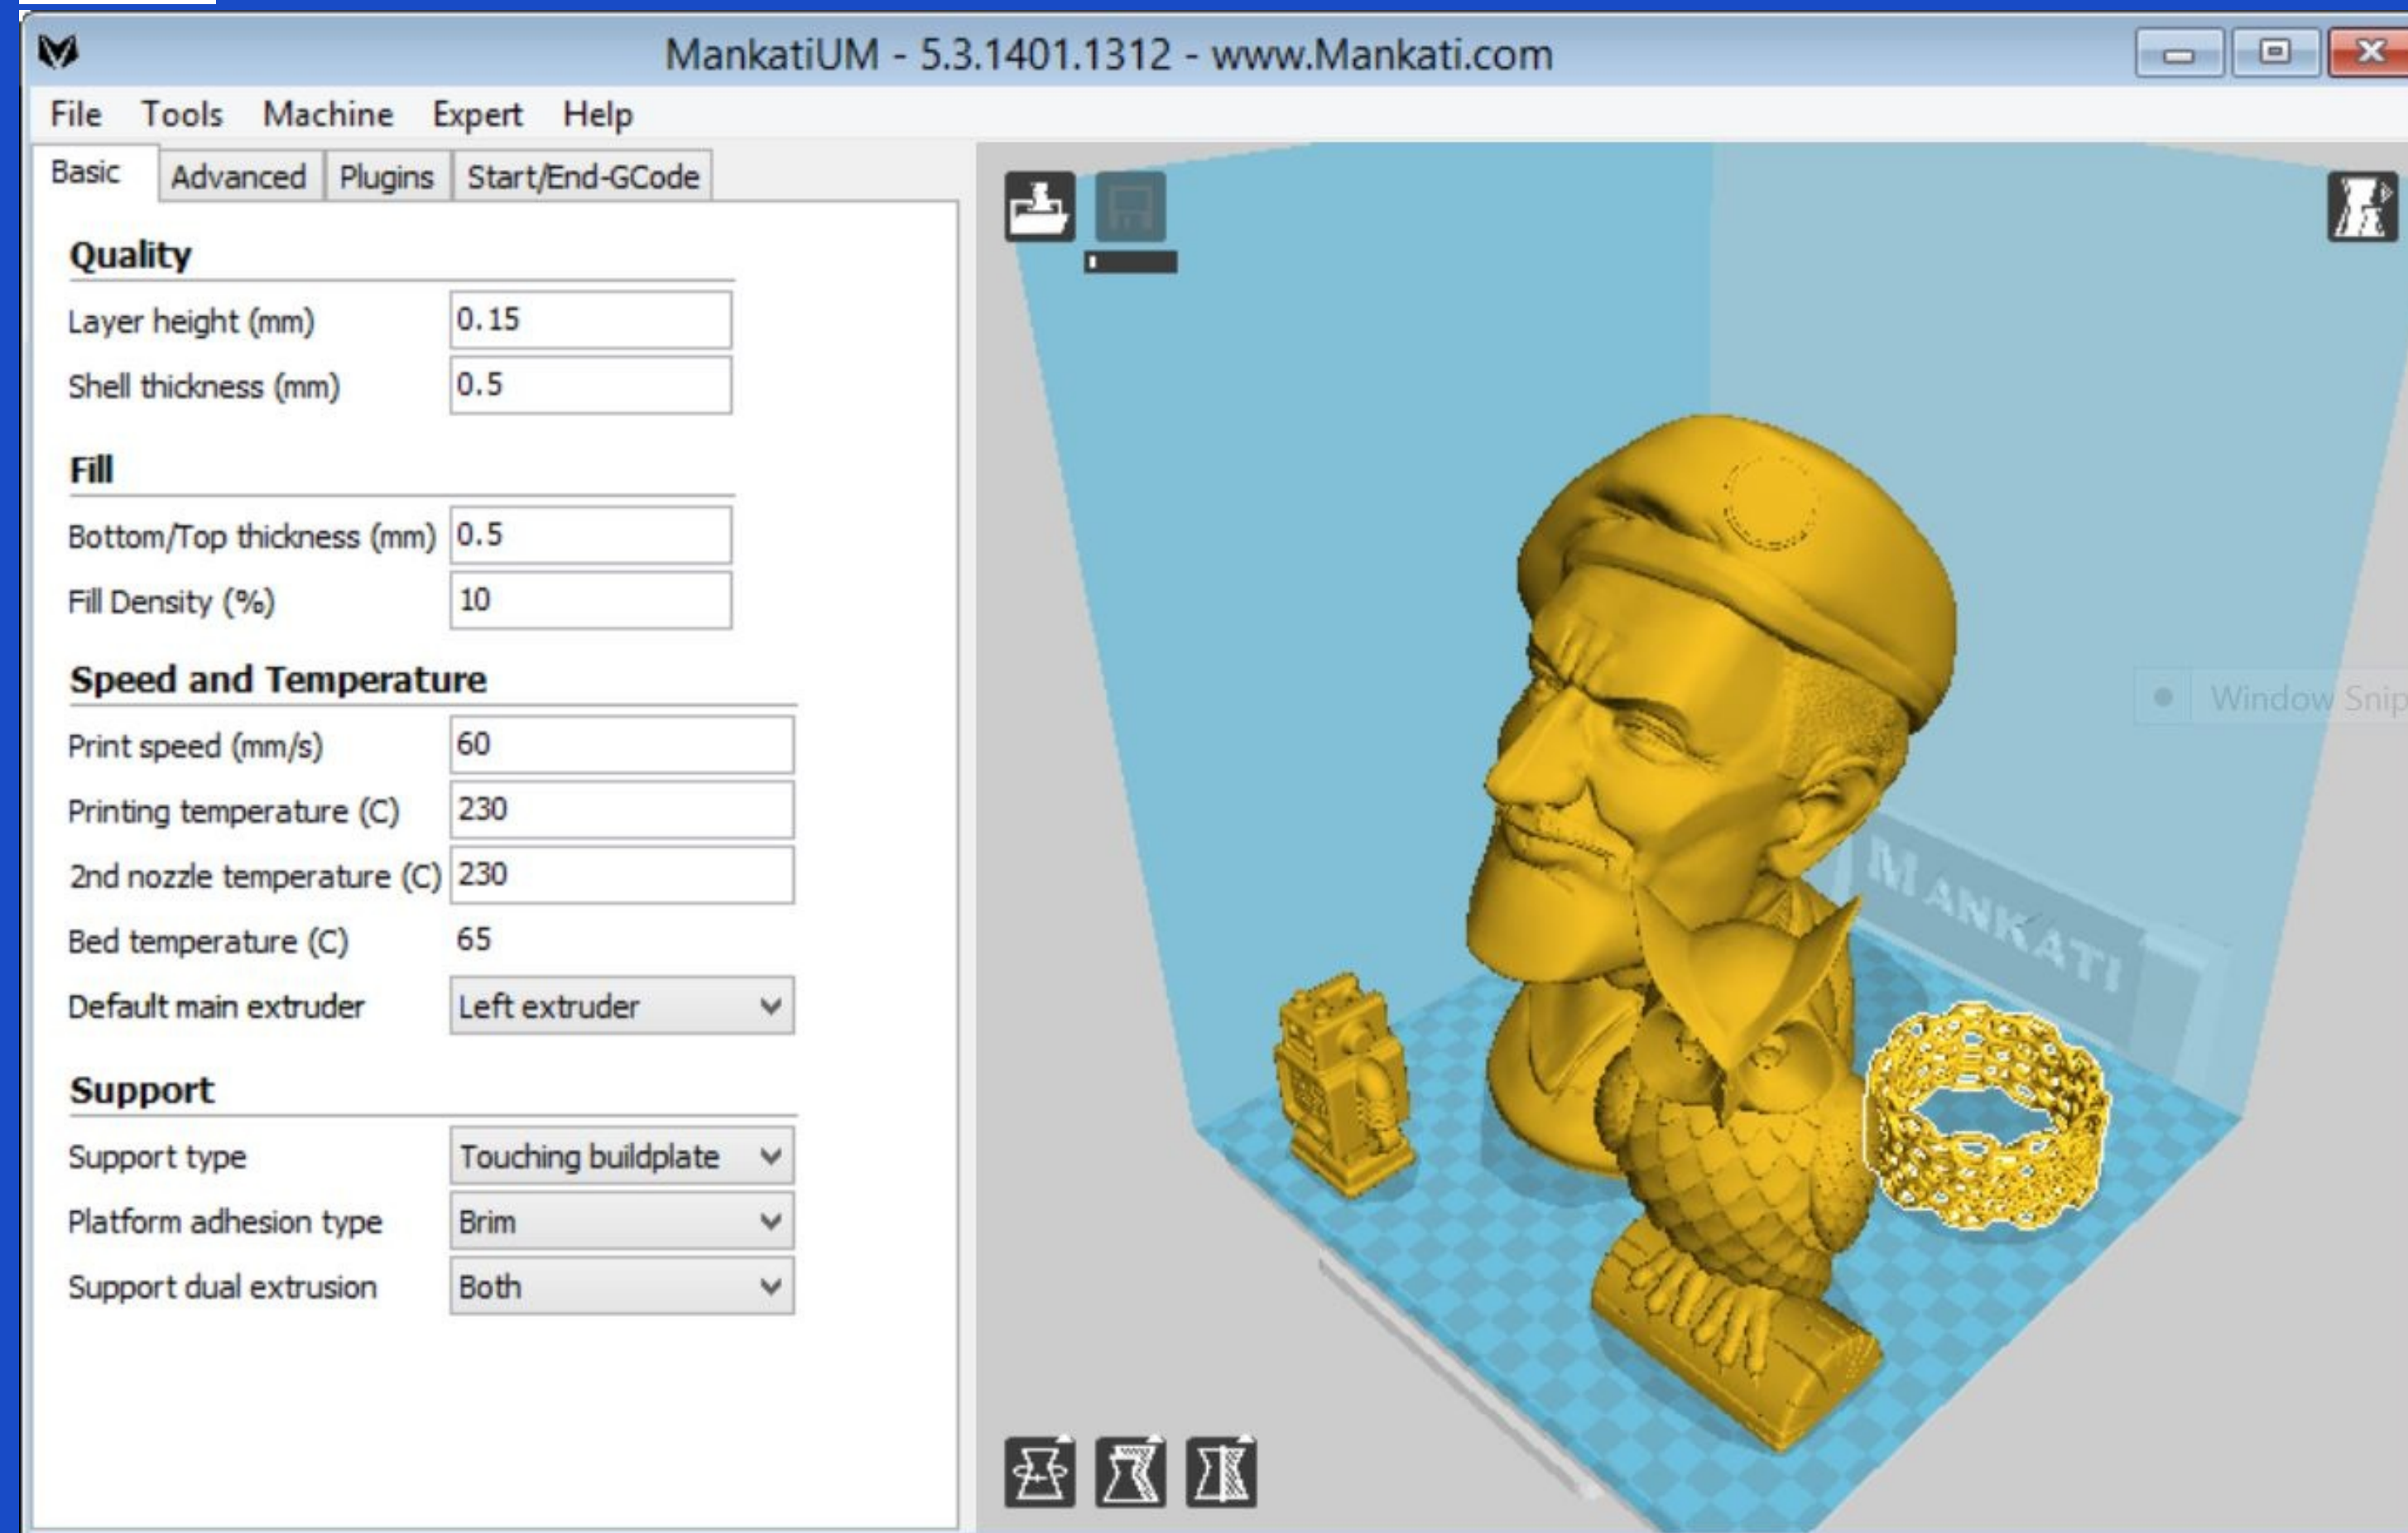 MankatiUM - 5.3.1401.1312 - www.Mankati.com
File Tools Machine Expert Help
Basic Advanced Plugins Start/End-GCode
Quality
Layer height (mm) 0.15
Shell thickness (mm) 0.5
Fill
Bottom/Top thickness (mm) 0.5
Fill Density (%) 10
Speed and Temperature
Print speed (mm/s) 60
Printing temperature (C) 230
2nd nozzle temperature (C) 230
Bed temperature (C) 65
Default main extruder Left extruder
Support
Support type Touching buildplate
Platform adhesion type Brim
Support dual extrusion Both
Window Snip
MANKATI